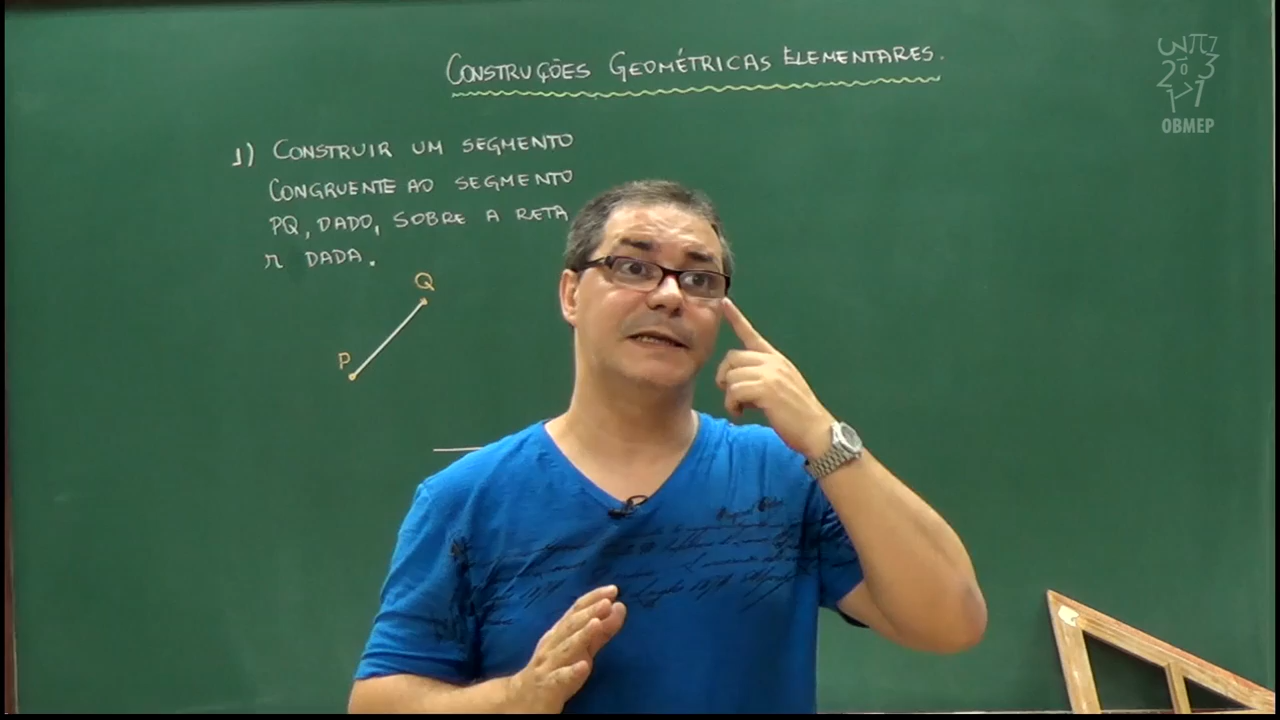 CONSTRUÇÕES GEOMÉTRICAS ELEMENTARES.
1) CONSTRUIR UM SEGMENTO
CONGRUENTE AO SEGMENTO
PQ, DADO, SOBRE A RETA
r DADA.
Q
P
OBMEP